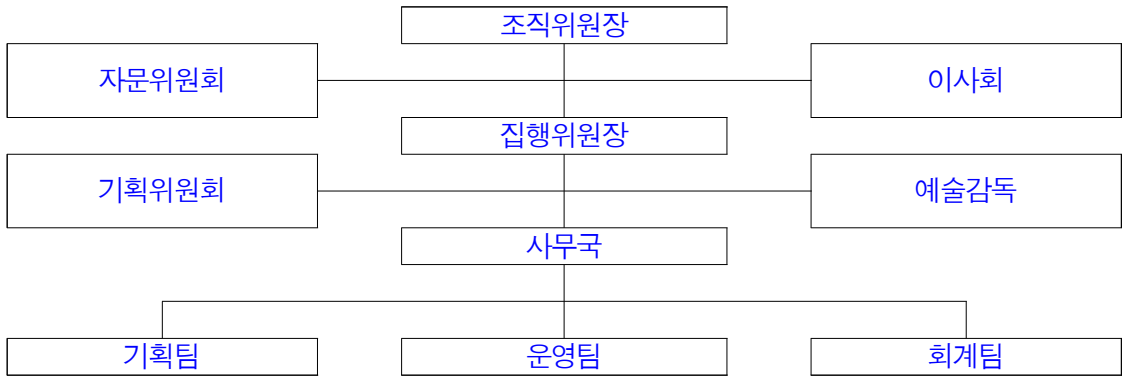 조직위원장
자문위원회
이사회
집행위원장
기획위원회
예술감독
사무국
기획팀
운영팀
회계팀